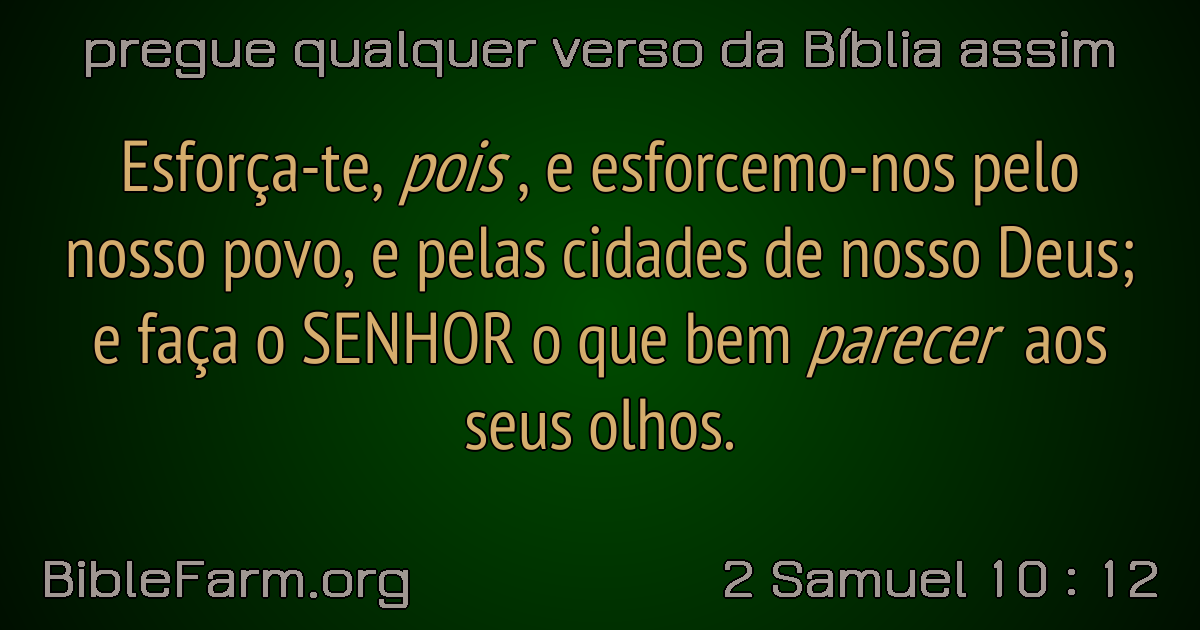 pregue qualquer verso da Bíblia assim
Esforça-te, pois , e esforcemo-nos pelo
nosso povo, e pelas cidades de nosso Deus;
e faça o SENHOR o que bem parecer aos
seus olhos.
BibleFarm.org
2 Samuel 10 : 12